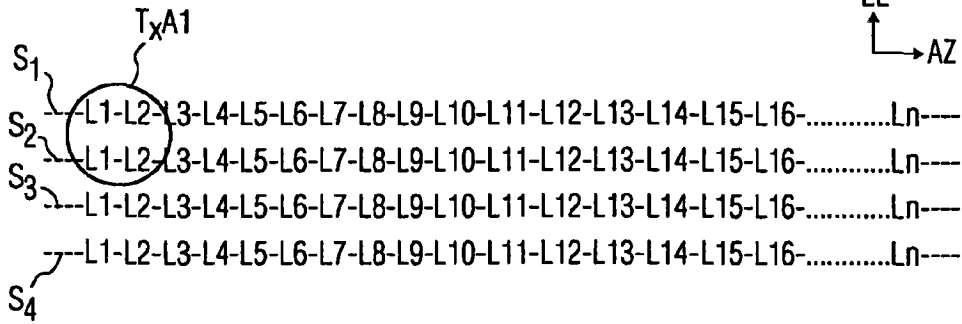 TxA1
AZ
S1
----L1-L2-L3-L4-L5-L6-L7-L8-L9-L10-L11-L12-L13-L14-L15-L16-............Ln----
S2
----L1-L2-L3-L4-L5-L6-L7-L8-L9-L10-L11-L12-L13-L14-L15-L16-............Ln----
S3
----L1-L2-L3-L4-L5-L6-L7-L8-L9-L10-L11-L12-L13-L14-L15-L16-............Ln----
----L1-L2-L3-L4-L5-L6-L7-L8-L9-L10-L11-L12-L13-L14-L15-L16-............Ln----
S4